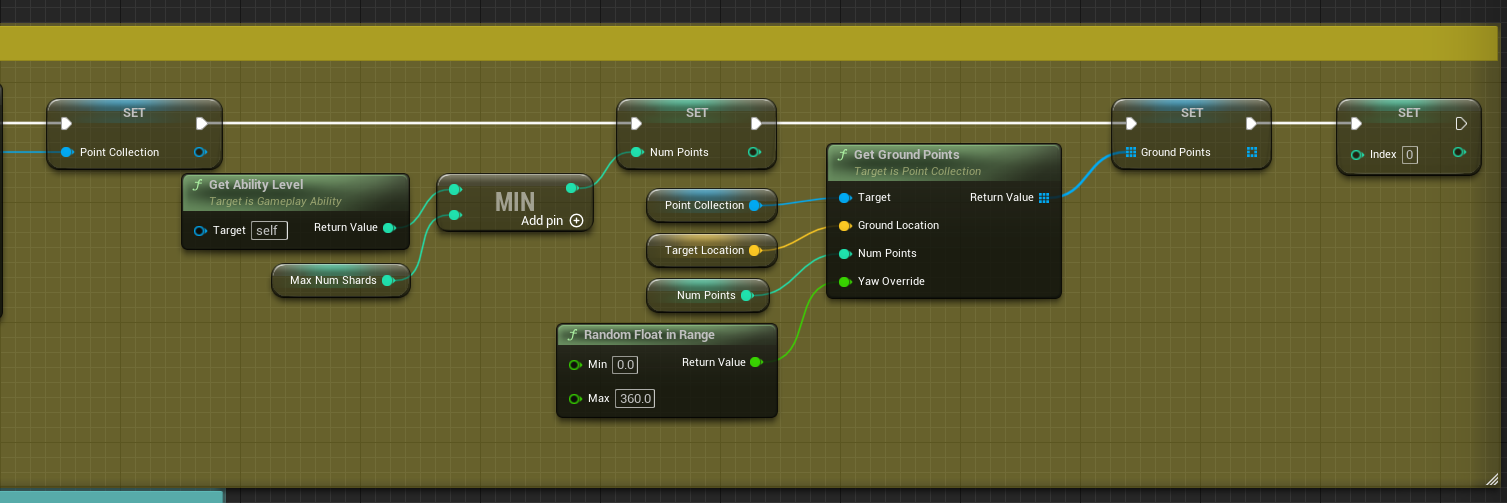 SET
Point Collection
Get Ability Level
Target is Gameplay Ability
Target self
Return Value
Max Num Shards
MIN
Add pin
SET
Num Points
Point Collection
Target Location
Num Points
Random Float in Range
Min 0.0
Return Value
Max 360.0
Get Ground Points
Target is Point Collection
Target
Return Value
Ground Location
Num Points
Yaw Override
SET
Ground Points
SET
Index 0